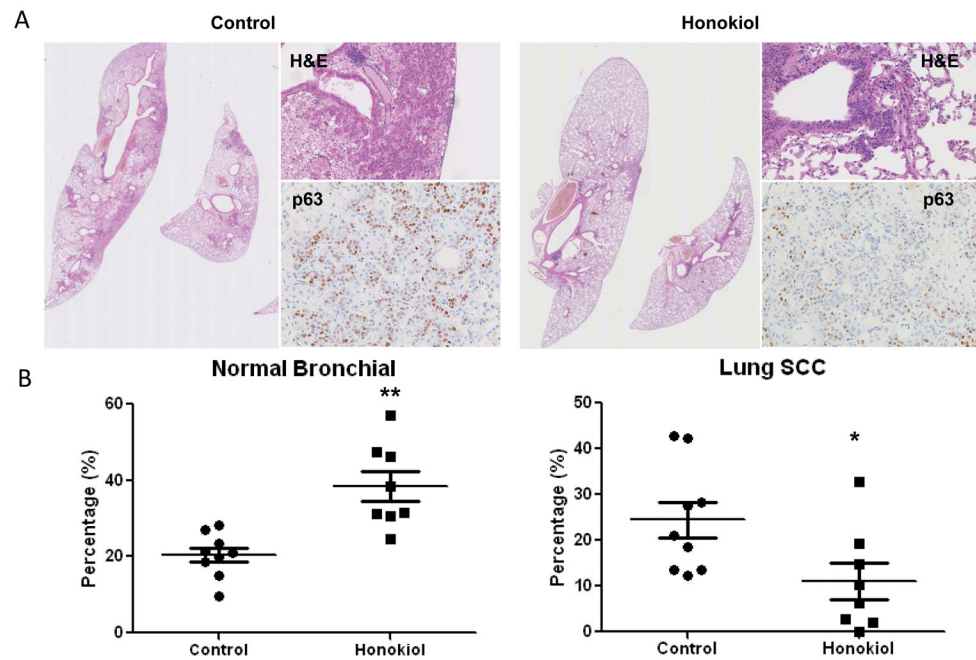 A
Control
Honokiol
H&E
H&E
p63
p63
B
Normal Bronchial
Lung SCC
**
*
Percentage (%)
60
40
20
0
Control
Honokiol
Percentage (%)
50
40
30
20
10
0
Control
Honokiol